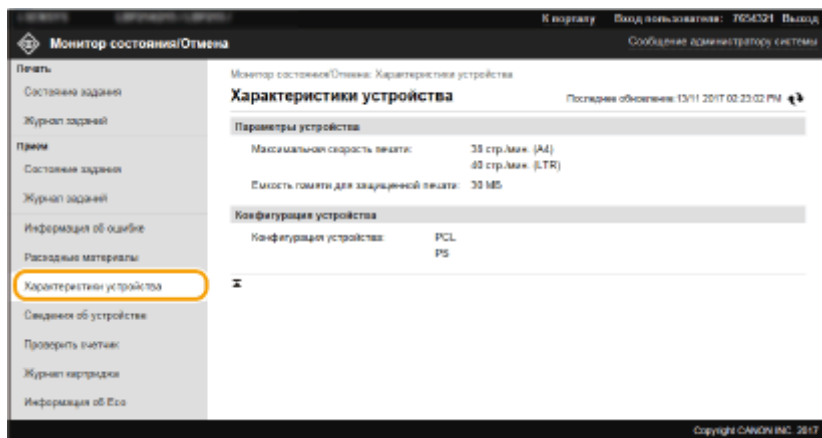 К порталу Вход пользователя: 7654321 Выход
Монитор состояния/Отмена
Сообщение администратору системы
Печать
Состояние задания
Журнал заданий
Прием
Состояние задания
Журнал заданий
Информация об ошибке
Расходные материалы
Характеристики устройства
Сведения об устройстве
Проверить счетчик
Журнал картриджа
Информация об Eco
Монитор состояния/Отмена: Характеристики устройства
Характеристики устройства
Последнее обновление: 13/11 2017 02:23:02 PM
Параметры устройства
Максимальная скорость печати: 38 стр./мин. (A4)
40 стр./мин. (LTR)
Емкость памяти для защищенной печати: 30 МБ
Конфигурация устройства
Конфигурация устройства: PCL
PS
Copyright CANON INC. 2017